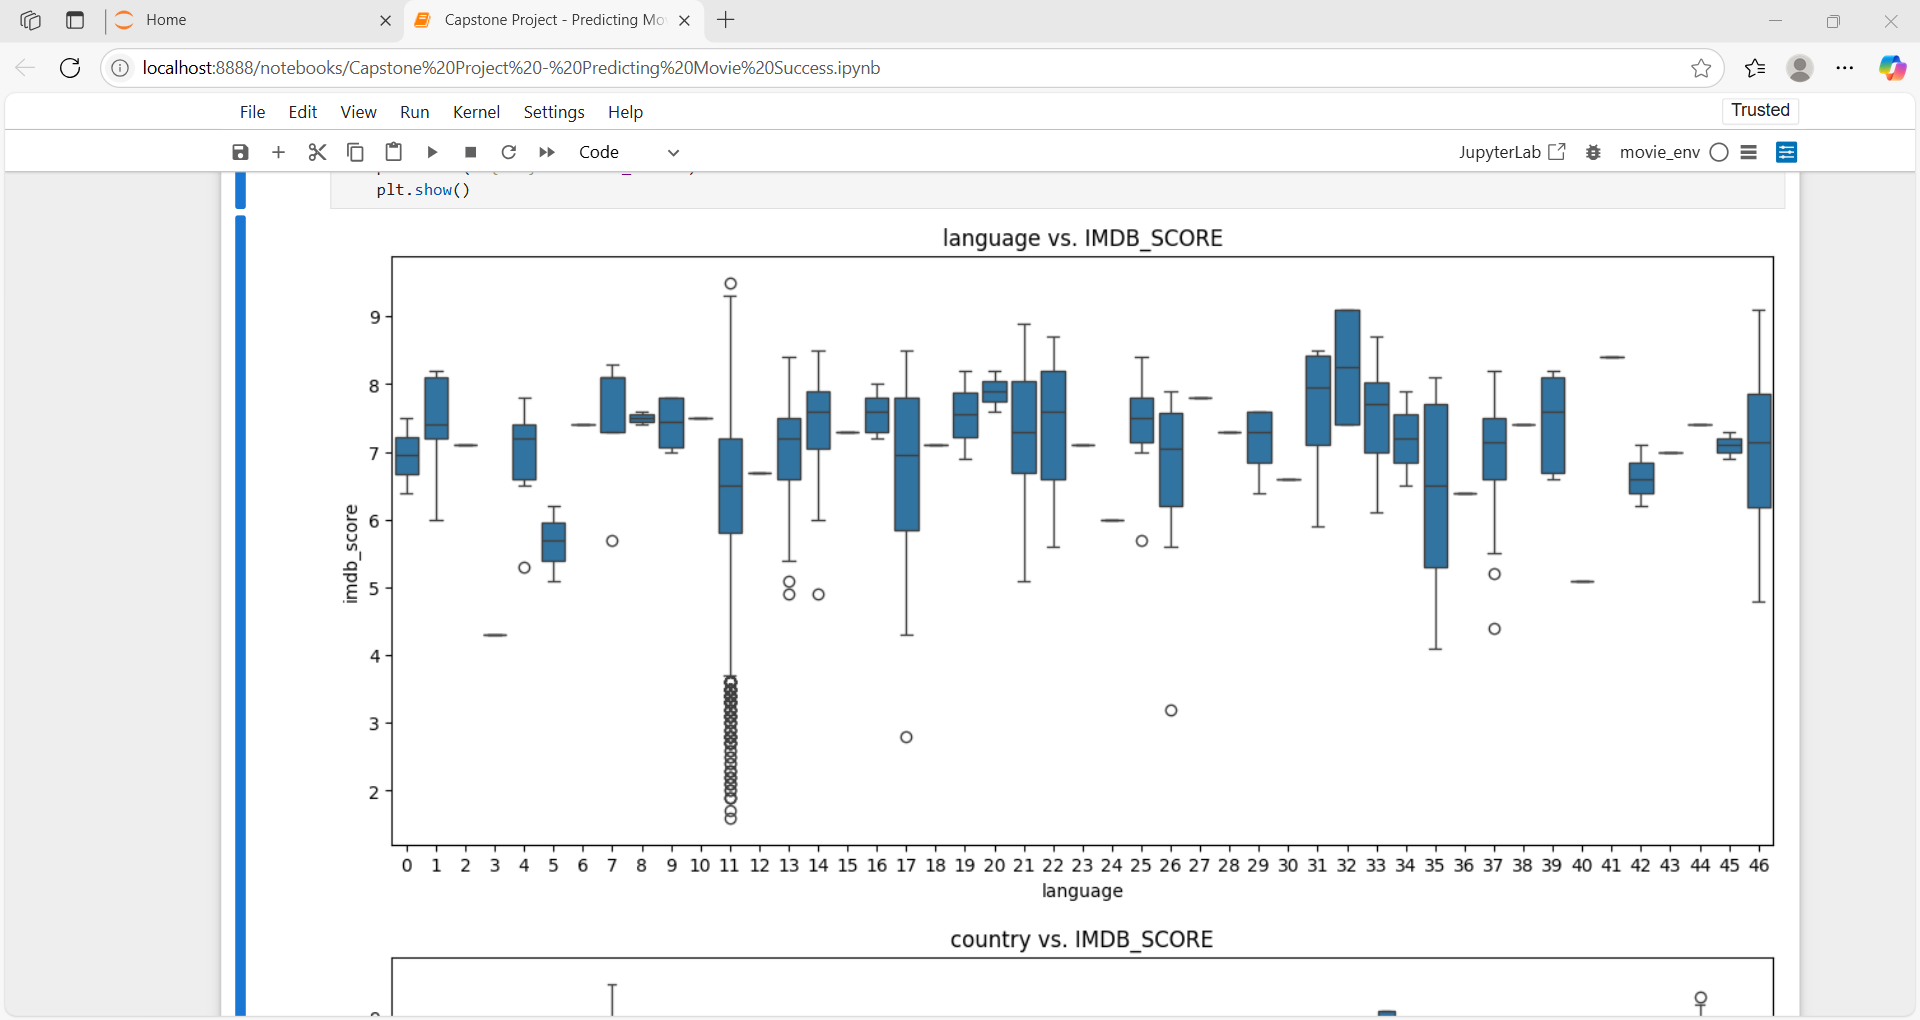 Home
Capstone Project - Predicting Mo
localhost:8888/notebooks/Capstone%20Project%20-%20Predicting%20Movie%20Success.ipynb
File Edit View Run Kernel Settings Help
Trusted
Code
JupyterLab
movie_env
plt.show()
language vs. IMDB_SCORE
9
8
7
6
5
4
3
2
imdb_score
0 1 2 3 4 5 6 7 8 9 10 11 12 13 14 15 16 17 18 19 20 21 22 23 24 25 26 27 28 29 30 31 32 33 34 35 36 37 38 39 40 41 42 43 44 45 46
language
country vs. IMDB_SCORE